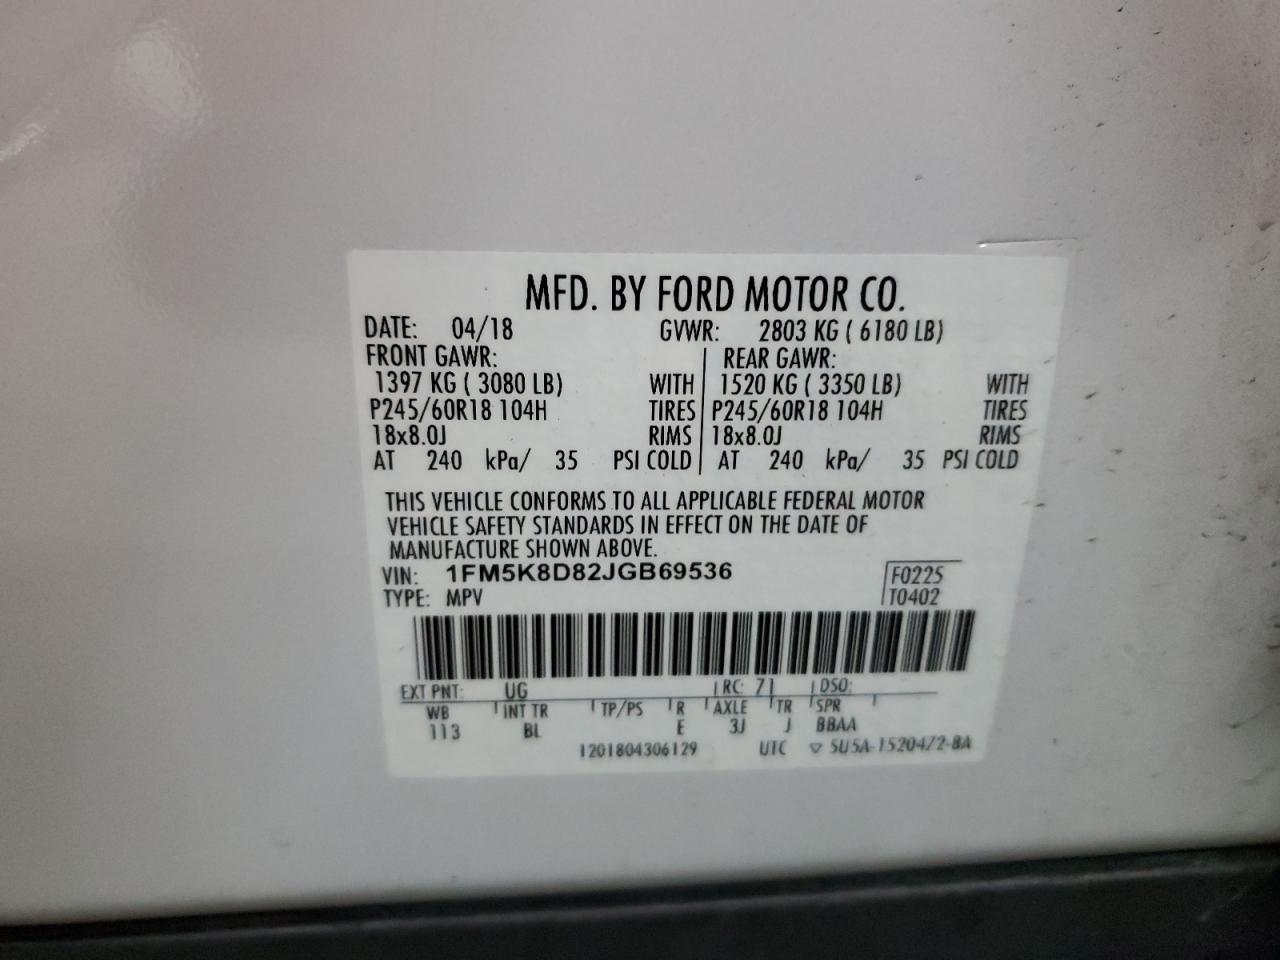 MFD. BY FORD MOTOR CO.
DATE: 04/18 GVWR: 2803 KG ( 6180 LB)
FRONT GAWR: REAR GAWR:
1397 KG ( 3080 LB) WITH 1520 KG ( 3350 LB) WITH
P245/60R18 104H TIRES P245/60R18 104H TIRES
18x8.0J RIMS 18x8.0J RIMS
AT 240 kPa/ 35 PSI COLD AT 240 kPa/ 35 PSI COLD
THIS VEHICLE CONFORMS TO ALL APPLICABLE FEDERAL MOTOR
VEHICLE SAFETY STANDARDS IN EFFECT ON THE DATE OF
MANUFACTURE SHOWN ABOVE.
VIN: 1FM5K8D82JGB69536 F0225
TYPE: MPV T0402
EXT PNT: UG RC: 71 DSO:
WB INT TR TP/PS R AXLE TR SPR
113 BL E 3J J BBAA
1201804306129 UTC ▽ 5U5A-1520472-BA